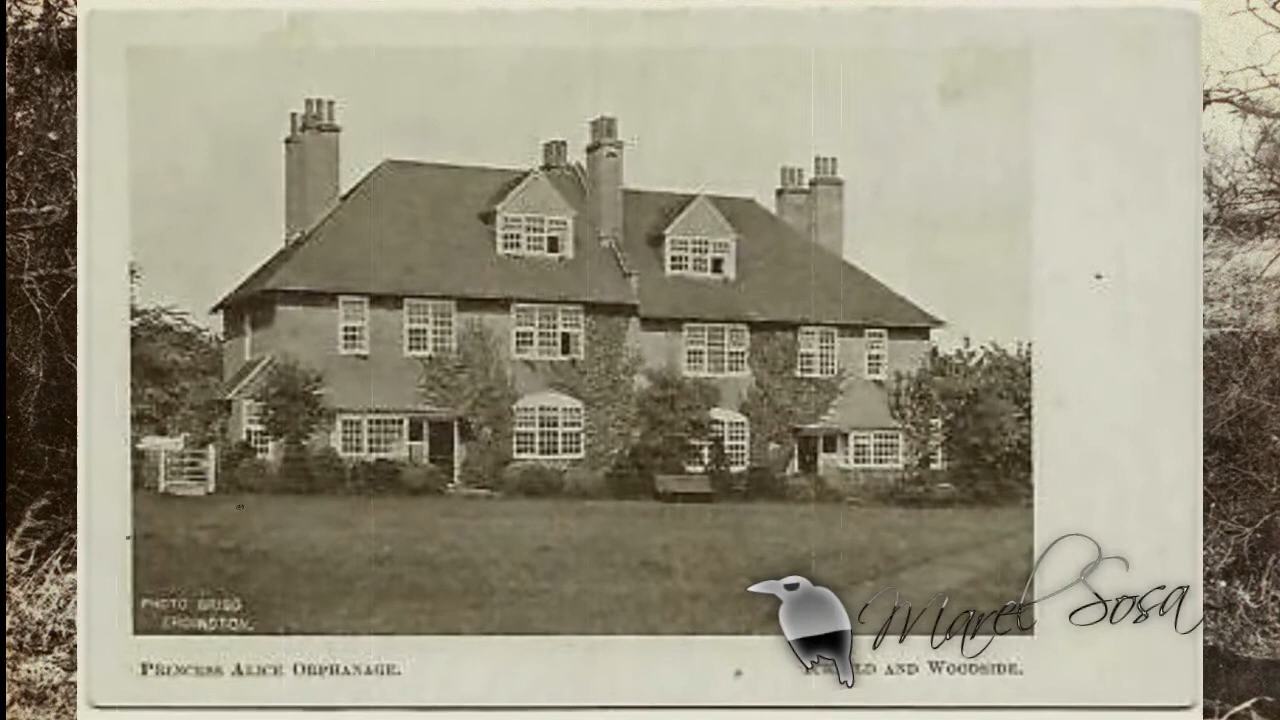 PHOTO
ERDINGTON.
PRINCESS ALICE ORPHANAGE.
AND WOODSIDE.
Marel Sosa